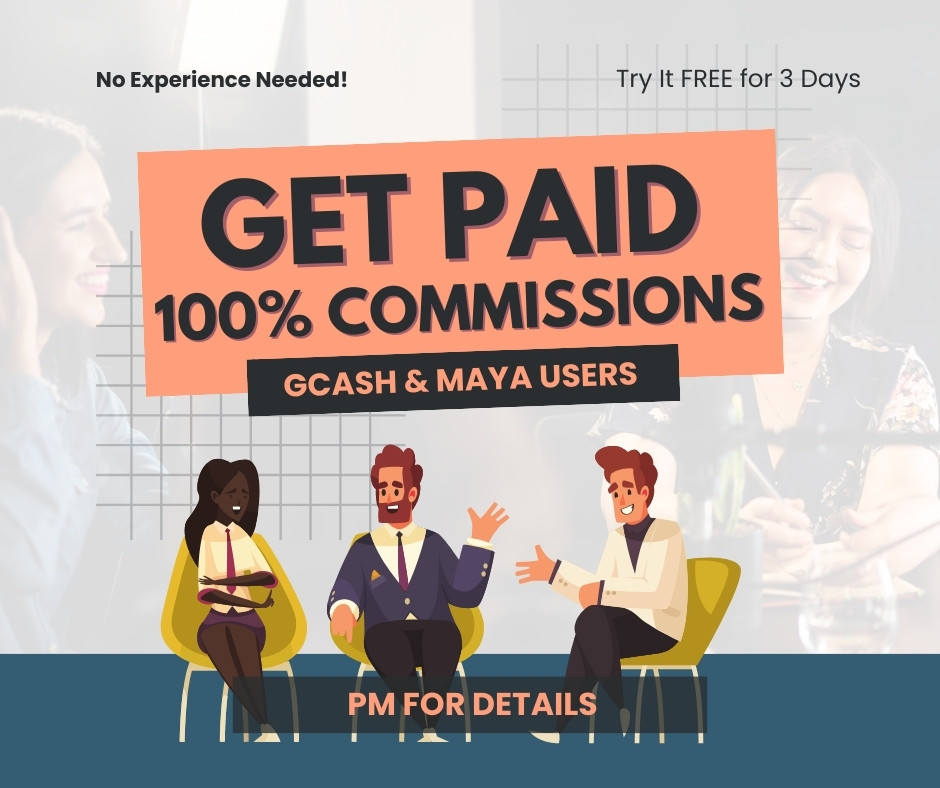 No Experience Needed!
Try It FREE for 3 Days
GET PAID
100% COMMISSIONS
GCASH & MAYA USERS
PM FOR DETAILS